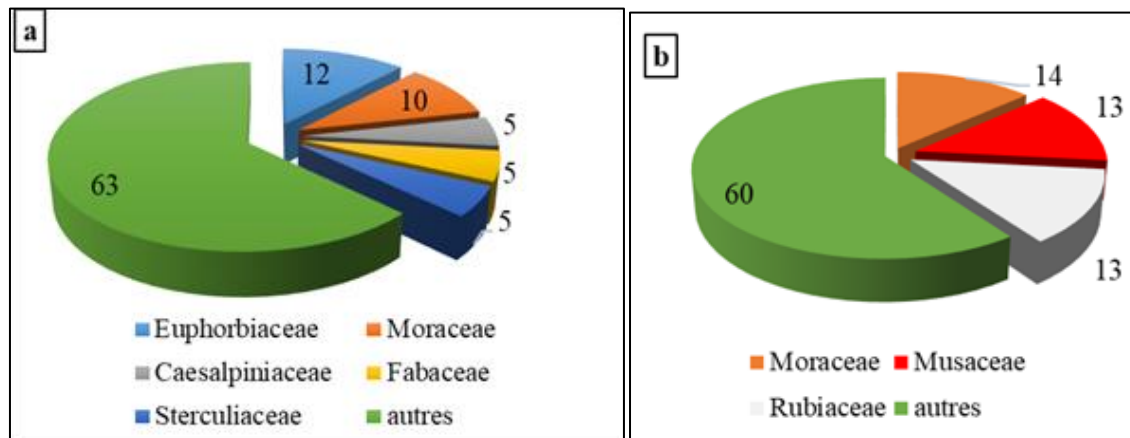 a
12
10
5
5
5
63
Euphorbiaceae
Moraceae
Caesalpiniaceae
Fabaceae
Sterculiaceae
autres
b
14
13
13
60
Moraceae
Musaceae
Rubiaceae
autres